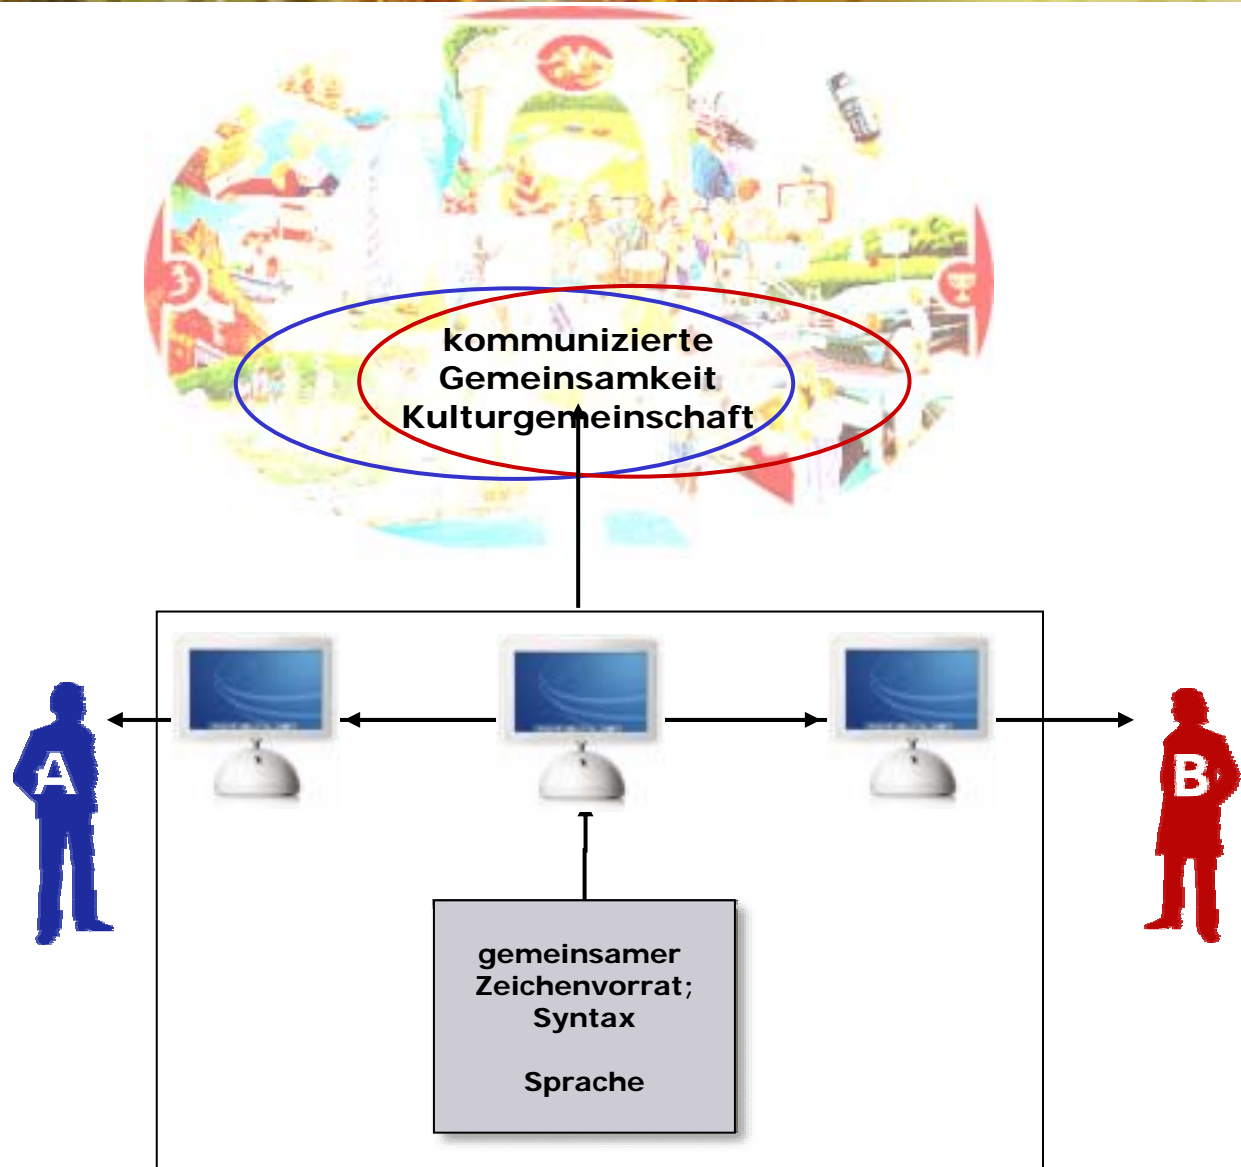 kommunizierte
Gemeinsamkeit
Kulturgemeinschaft
A
B
gemeinsamer
Zeichenvorrat;
Syntax
Sprache